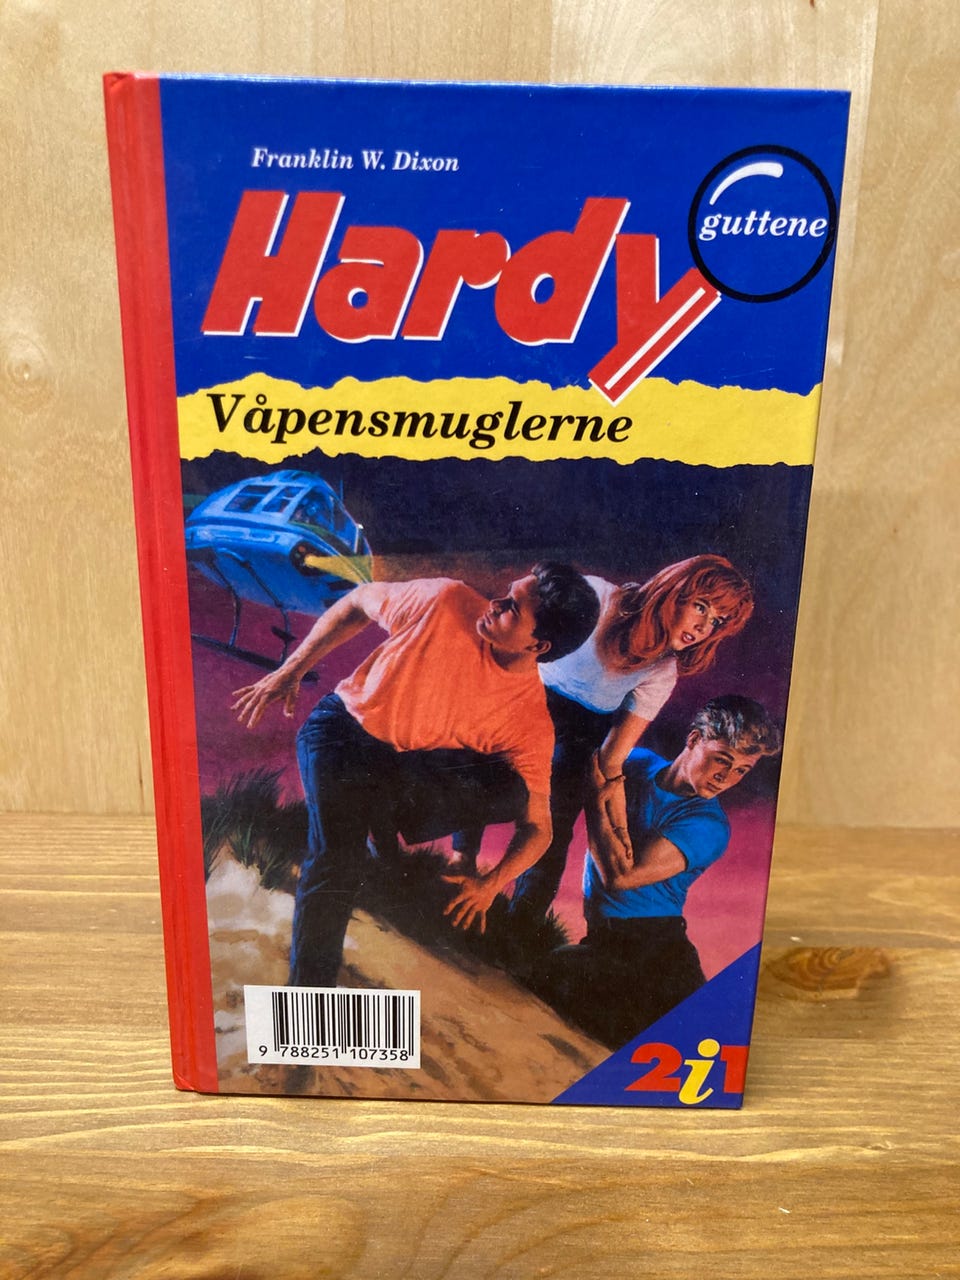 Franklin W. Dixon
Hardy
guttene
Våpensmuglerne
9 788251 107358
2i1